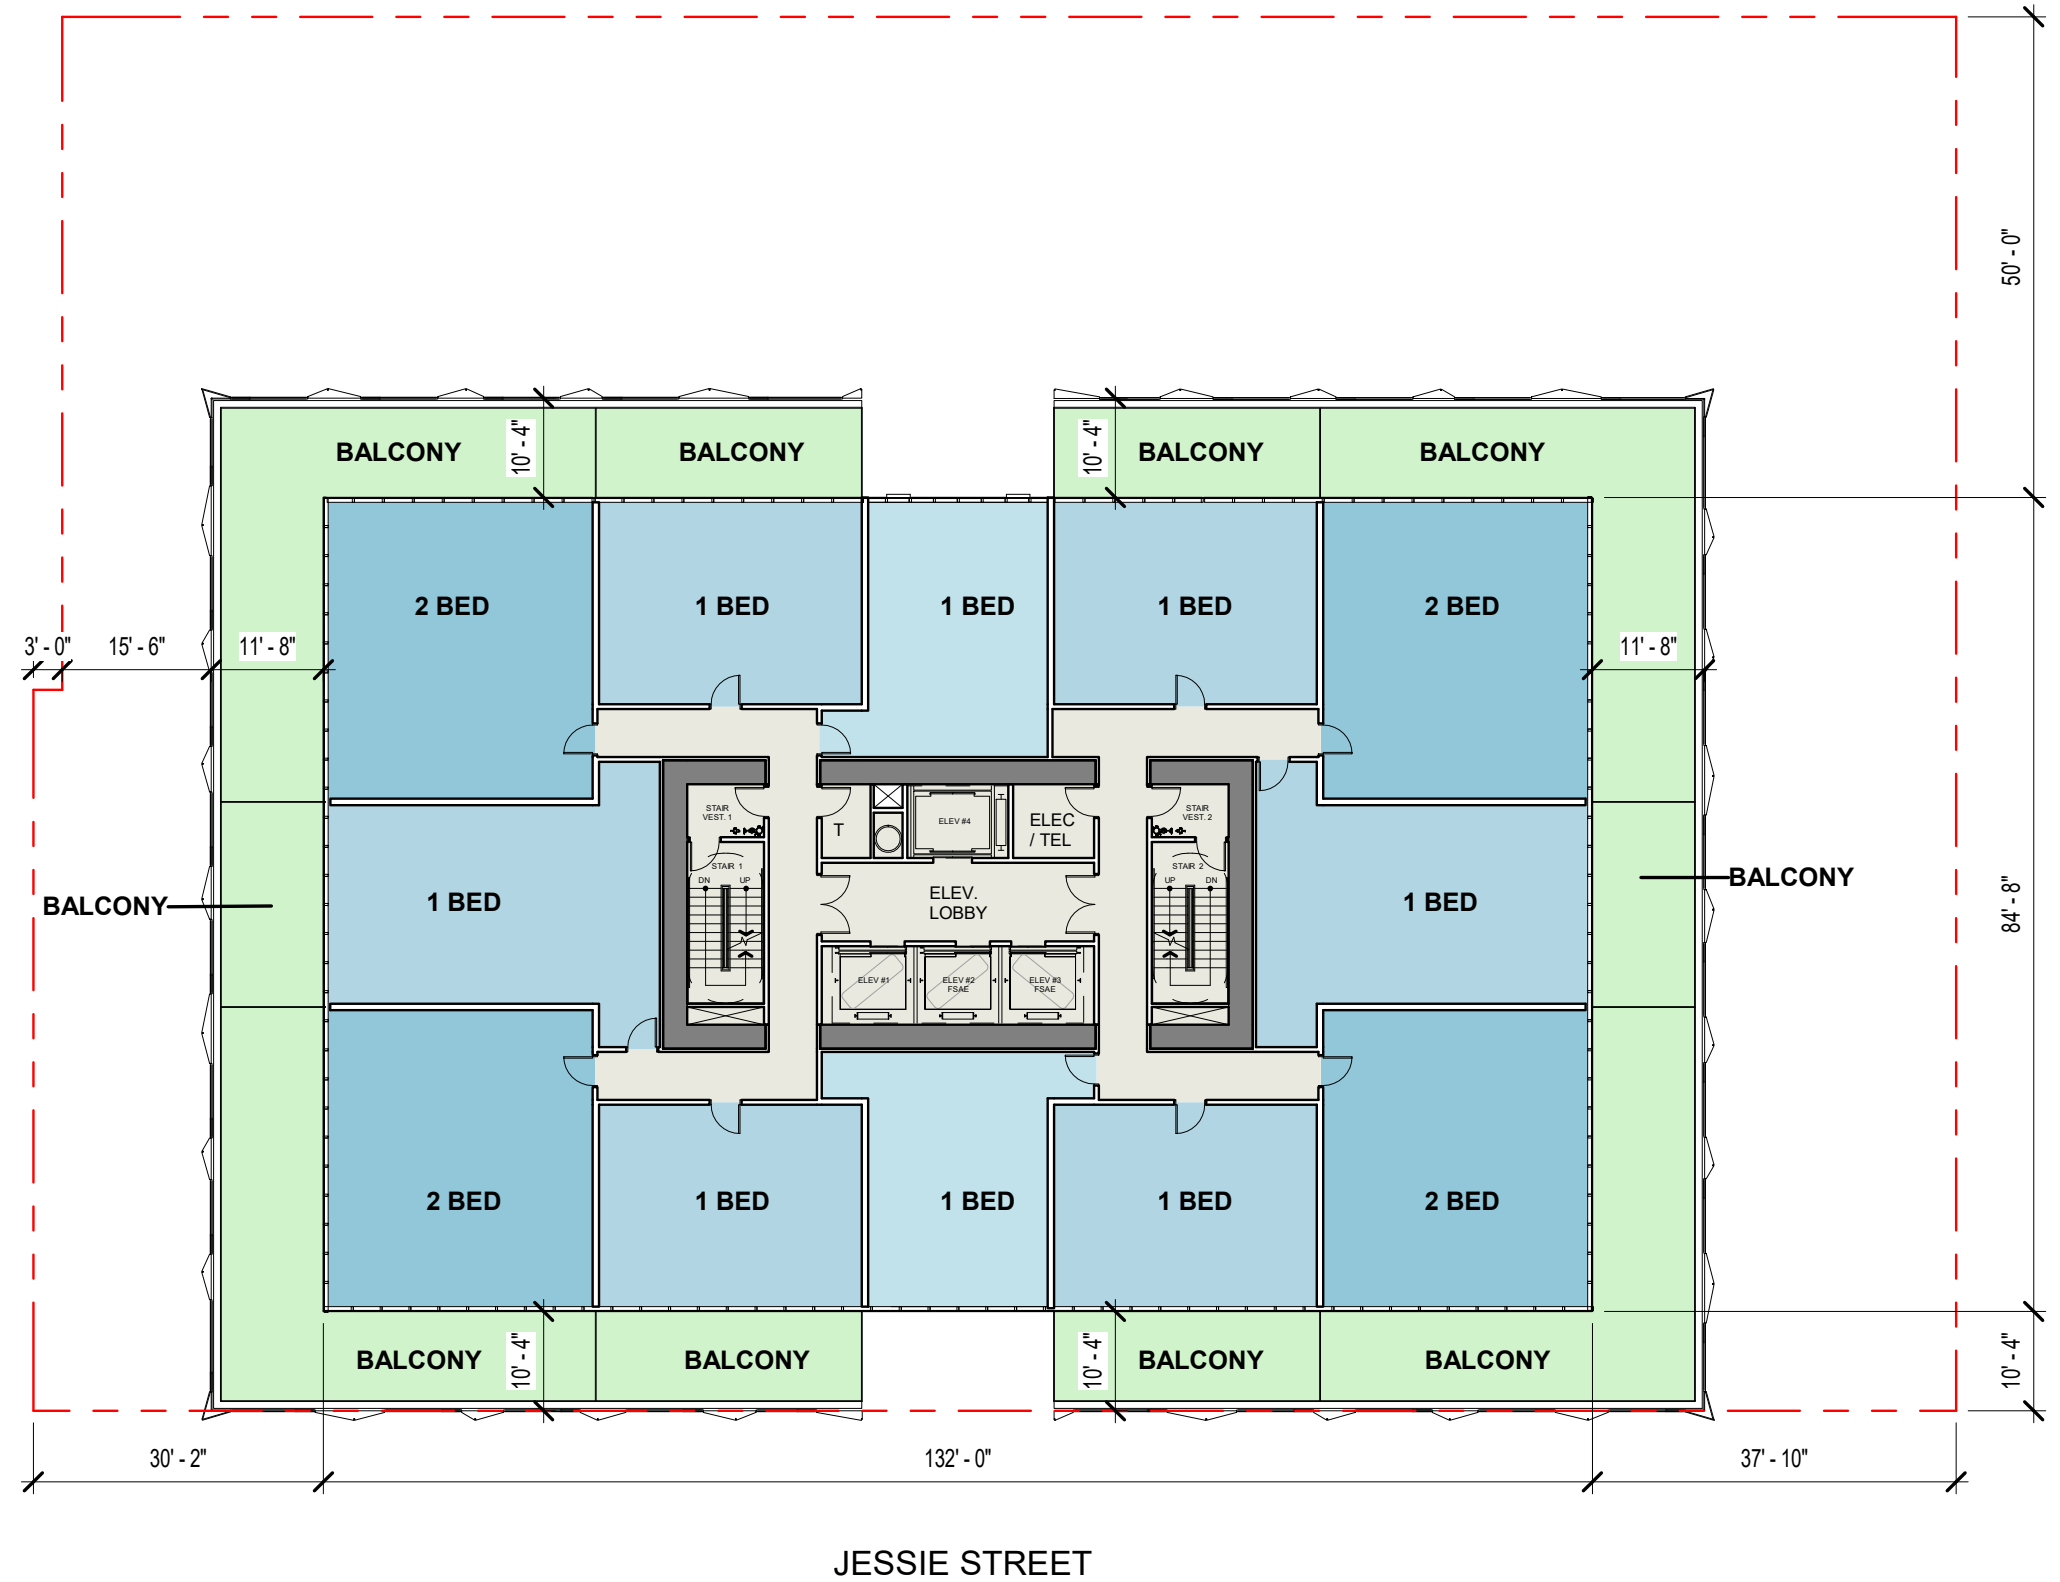 50' - 0"
10' - 4"
10' - 4"
BALCONY
BALCONY
BALCONY
BALCONY
2 BED
1 BED
1 BED
1 BED
2 BED
3' - 0"
15' - 6"
11' - 8"
11' - 8"
STAIR
VEST. 1
T
ELEV #4
ELEC
/ TEL
STAIR
VEST. 2
STAIR 1
DN
UP
STAIR 2
UP
DN
BALCONY
1 BED
ELEV.
LOBBY
1 BED
BALCONY
84' - 8"
ELEV #1
ELEV #2
FSAE
ELEV #3
FSAE
2 BED
1 BED
1 BED
1 BED
2 BED
BALCONY
10' - 4"
BALCONY
10' - 4"
BALCONY
BALCONY
10' - 4"
30' - 2"
132' - 0"
37' - 10"
JESSIE STREET